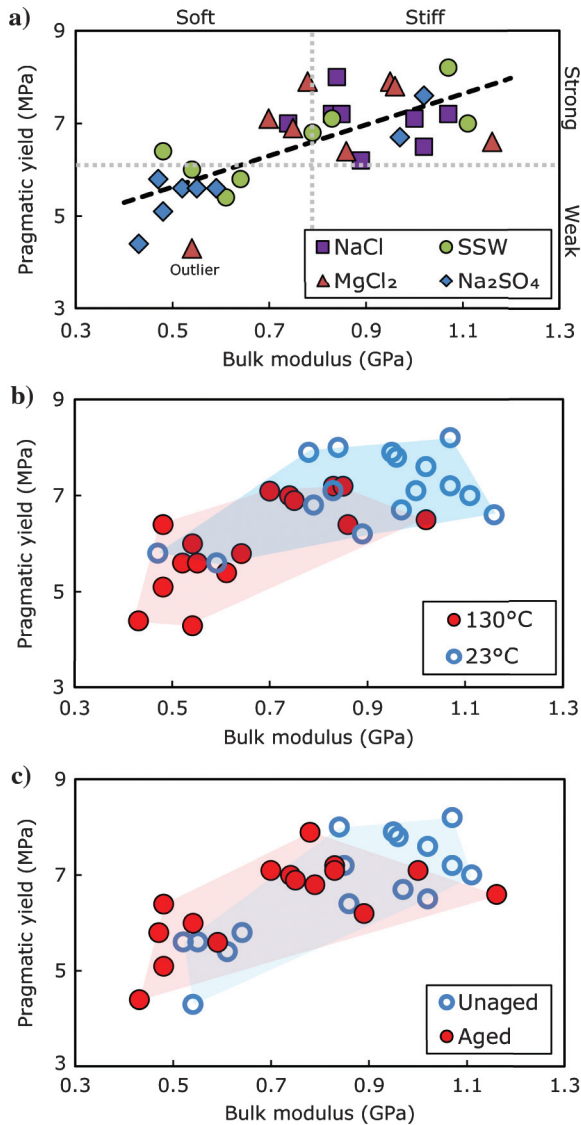 Soft Stiff
a)
9
7
5
3
Pragmatic yield (MPa)
Strong
Weak
Outlier
NaCl SSW
MgCl₂ Na₂SO₄
0.3 0.5 0.7 0.9 1.1 1.3
Bulk modulus (GPa)
b)
9
7
5
3
Pragmatic yield (MPa)
130°C
23°C
0.3 0.5 0.7 0.9 1.1 1.3
Bulk modulus (GPa)
c)
9
7
5
3
Pragmatic yield (MPa)
Unaged
Aged
0.3 0.5 0.7 0.9 1.1 1.3
Bulk modulus (GPa)